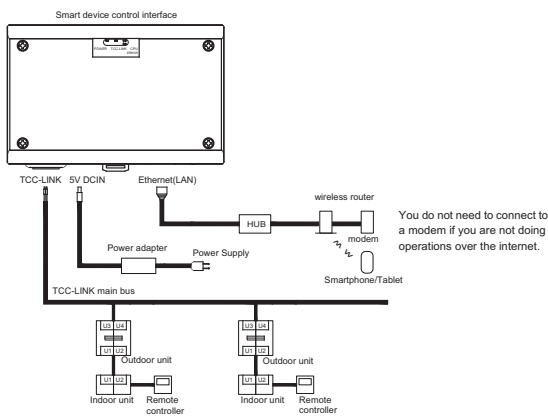 Smart device control interface
POWER TCC-LINK CPU
ERROR
TCC-LINK 5V DCIN Ethernet(LAN)
wireless router
HUB
modem
You do not need to connect to
a modem if you are not doing
operations over the internet.
Power adapter
Power Supply
Smartphone/Tablet
TCC-LINK main bus
U3 U4
U1 U2
Outdoor unit
U1 U2
Indoor unit
Remote
controller
U3 U4
U1 U2
Outdoor unit
U1 U2
Indoor unit
Remote
controller